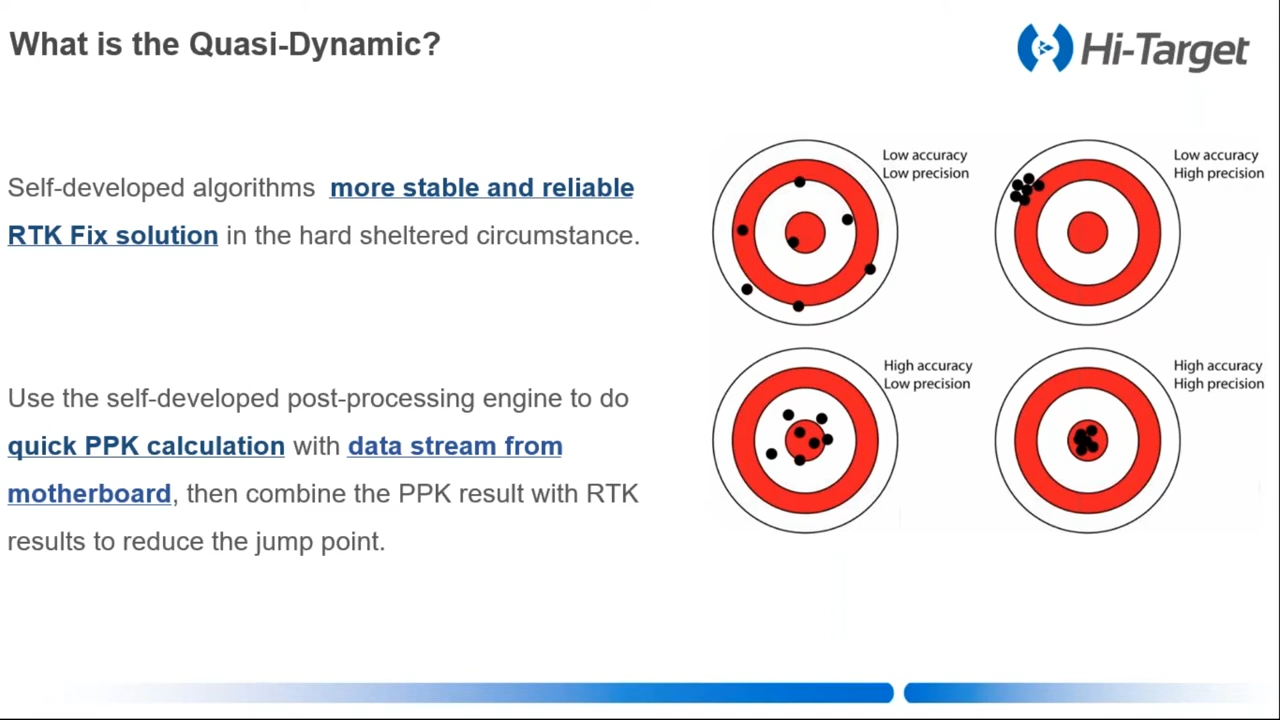 What is the Quasi-Dynamic?
Hi-Target
Self-developed algorithms more stable and reliable
RTK Fix solution in the hard sheltered circumstance.
Use the self-developed post-processing engine to do
quick PPK calculation with data stream from
motherboard, then combine the PPK result with RTK
results to reduce the jump point.
Low accuracy
Low precision
Low accuracy
High precision
High accuracy
Low precision
High accuracy
High precision